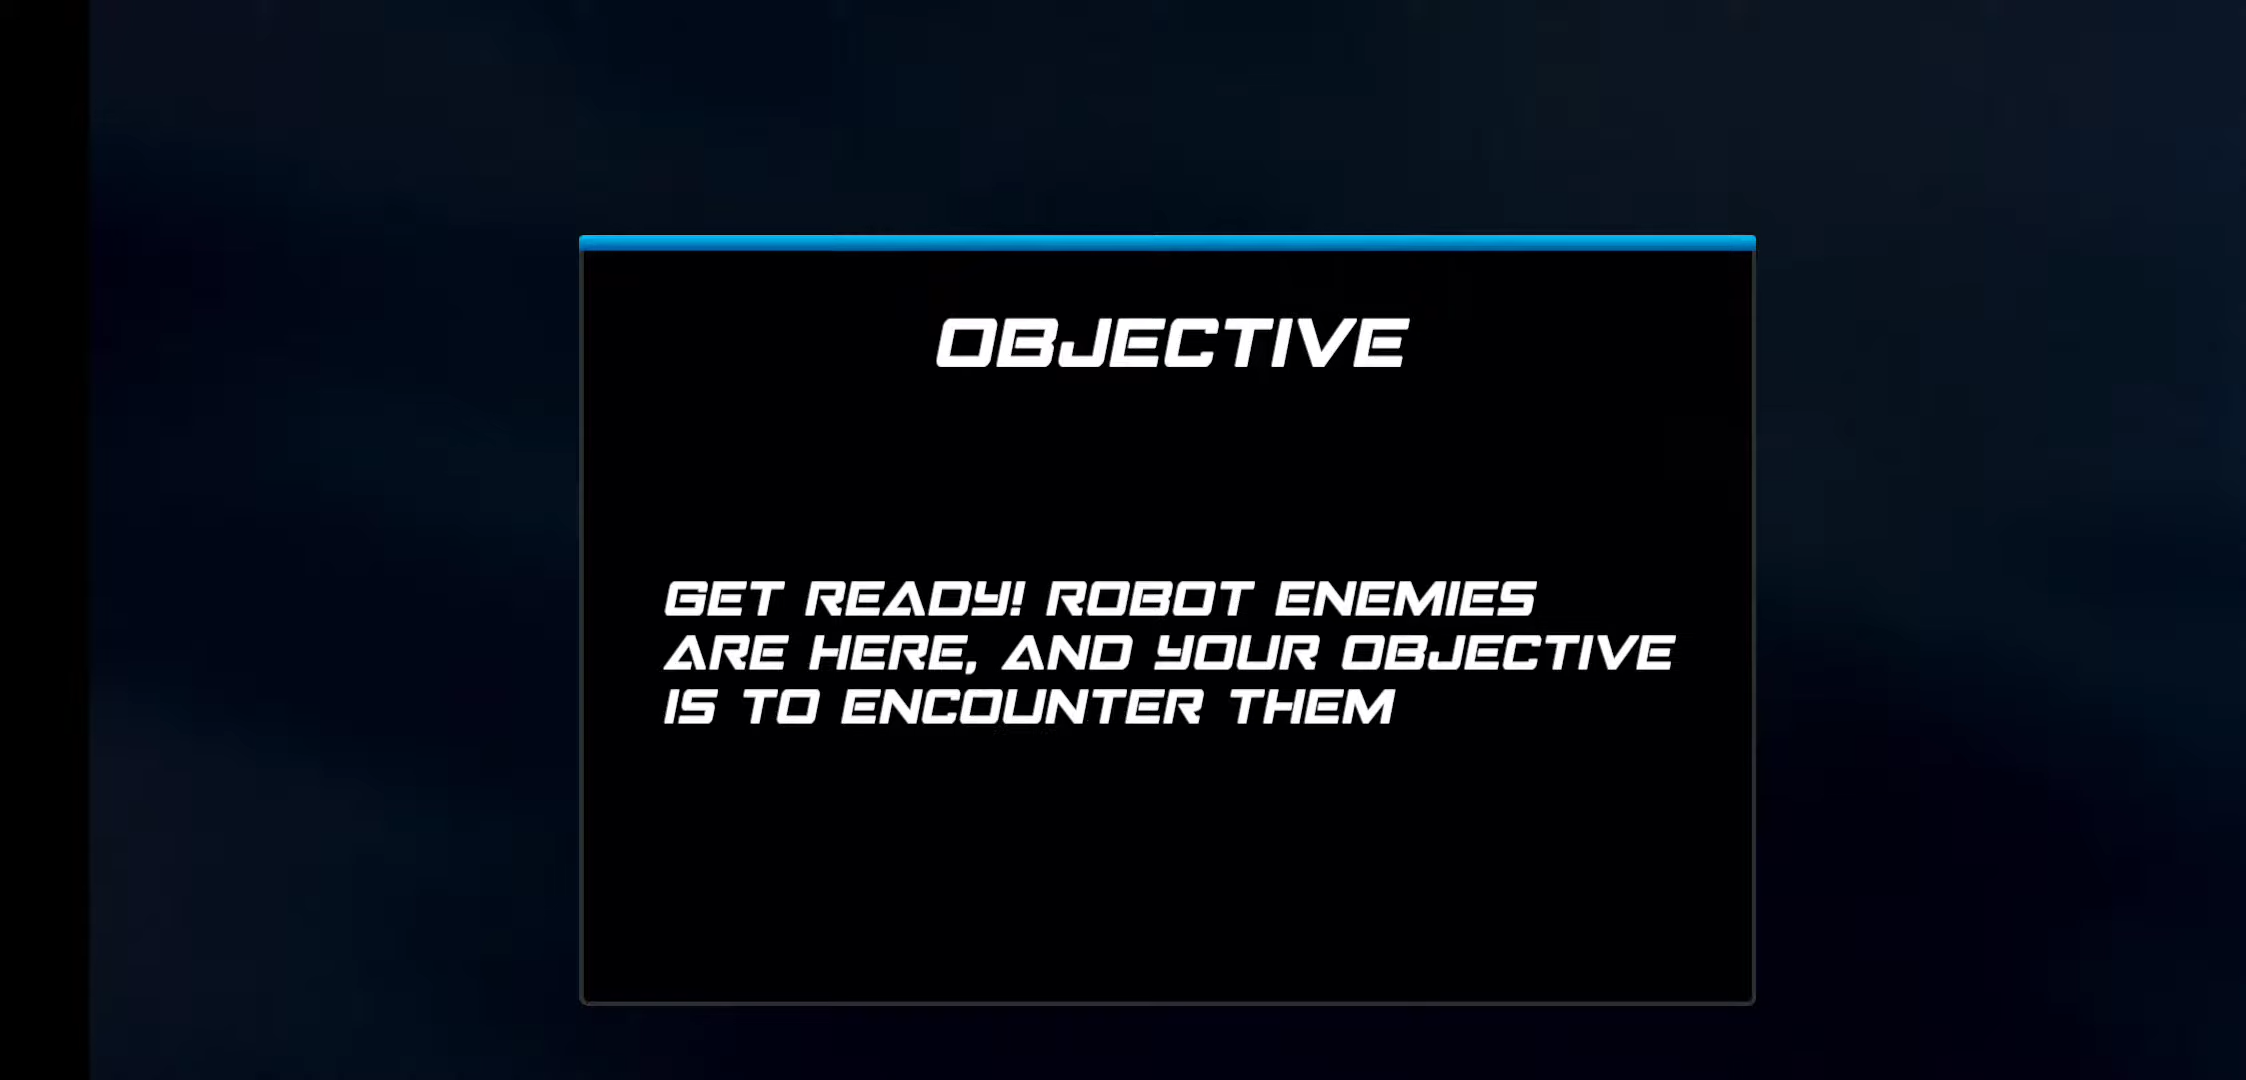 OBJECTIVE
GET READY! ROBOT ENEMIES
ARE HERE, AND YOUR OBJECTIVE
IS TO ENCOUNTER THEM